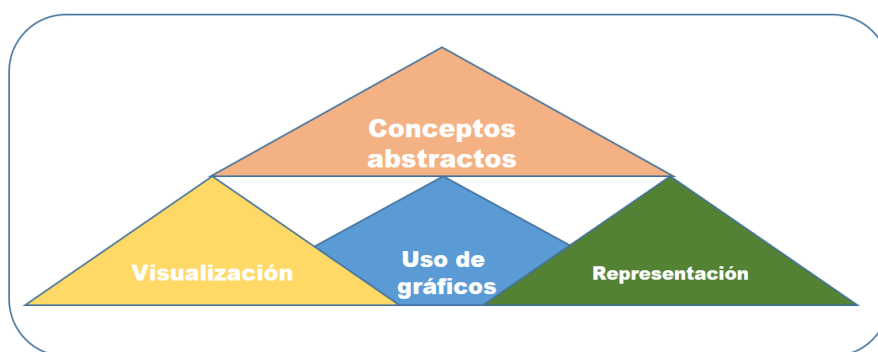 Conceptos
abstractos
Visualización
Uso de
gráficos
Representación